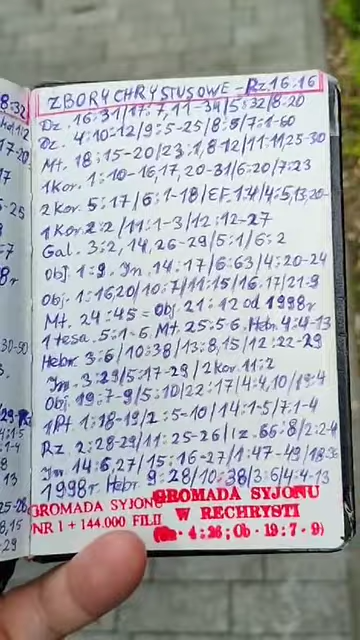 ZBORY CHRYSTUSOWE - Rz.16:16
Dz. 16:31/17:7,11-34/5:32/8:20
Dz. 4:10-12/9:5-25/8:5/7:1-60
Mt. 18:15-20/23:1,8-12/11:11,25-30
1Kor. 1:10-16,17,20-31/6:20/7:23
2Kor. 5:17/6:1-18/Ef.1:4/4:5,13,20-
1Kor. 2:2/11:1-3/12:12-27
Gal. 3:2,14,26-29/5:1/6:2
Obj. 1:9. Jn. 14:17/6:63/4:20-24
Obj. 1:16,20/10:7/11:15/16:17/21:9
Mt. 24:45 = Obj. 21:12 od 1998r
1tesa. 5:1-6. Mt. 25:5-6. Hebr. 4:4-13
Hebr. 3:6/10:38/13:8,15/12:22-29
Jn. 3:29/5:17-29/2Kor. 11:2
Obj. 19:7-9/5:10/22:17/4:4,10/19:4
1Pt. 1:18-19/2:5-10/14:1-5/7:1-4
Rz. 2:28-29/11:25-26/Iz. 66:8/2:2-4
Jn. 14:6,27/15:16-27/1:47-49/18:36
1998r. Hebr. 9:28/10:38/3:6/4:4-13
GROMADA SYJONU
NR 1 + 144.000 FILII
GROMADA SYJONU
W RECHRYSTI
4:26; Ob. 19:7-9)